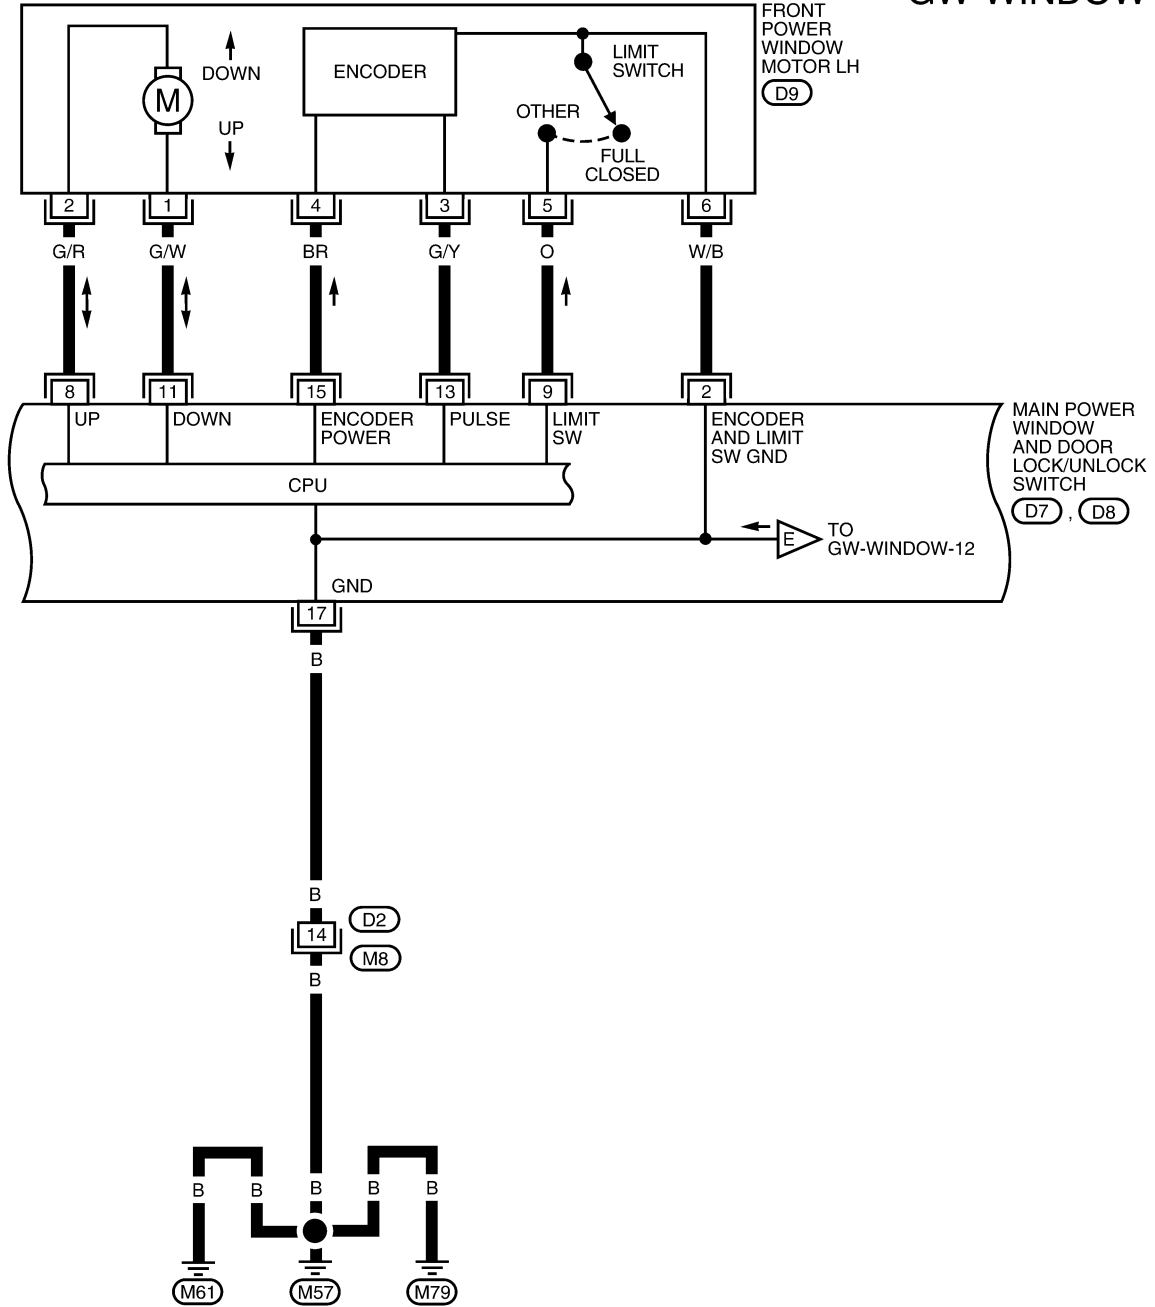 GW-WINDOW
FRONT
POWER
WINDOW
MOTOR LH
D9
DOWN
M
UP
ENCODER
LIMIT
SWITCH
OTHER
FULL
CLOSED
2 1 4 3 5 6
G/R G/W BR G/Y O W/B
8 11 15 13 9 2
UP
DOWN
ENCODER
POWER
PULSE
LIMIT
SW
ENCODER
AND LIMIT
SW GND
MAIN POWER
WINDOW
AND DOOR
LOCK/UNLOCK
SWITCH
D7 , D8
CPU
E
TO
GW-WINDOW-12
GND
17
B
B
14
D2
M8
B
B B B B B
M61 M57 M79